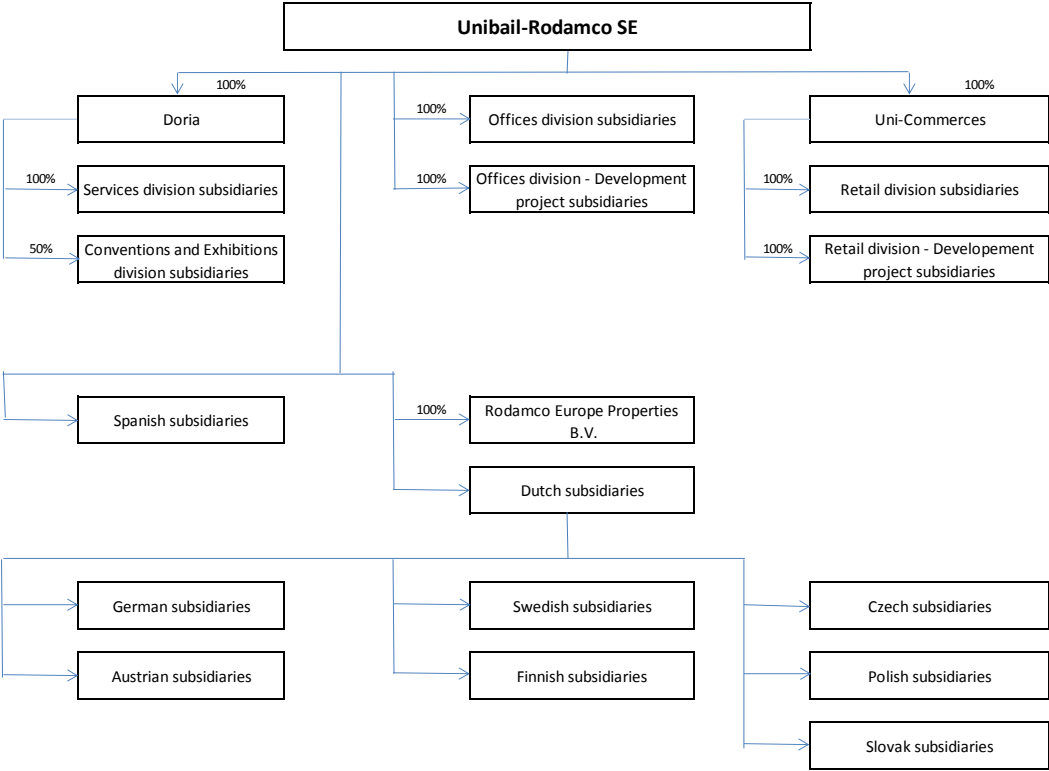 Unibail-Rodamco SE
100%
100%
Doria
100%
Offices division subsidiaries
Uni-Commerces
100%
Services division subsidiaries
100%
Offices division - Development
project subsidiaries
100%
Retail division subsidiaries
50%
Conventions and Exhibitions
division subsidiaries
100%
Retail division - Developement
project subsidiaries
Spanish subsidiaries
100%
Rodamco Europe Properties
B.V.
Dutch subsidiaries
German subsidiaries
Swedish subsidiaries
Czech subsidiaries
Austrian subsidiaries
Finnish subsidiaries
Polish subsidiaries
Slovak subsidiaries